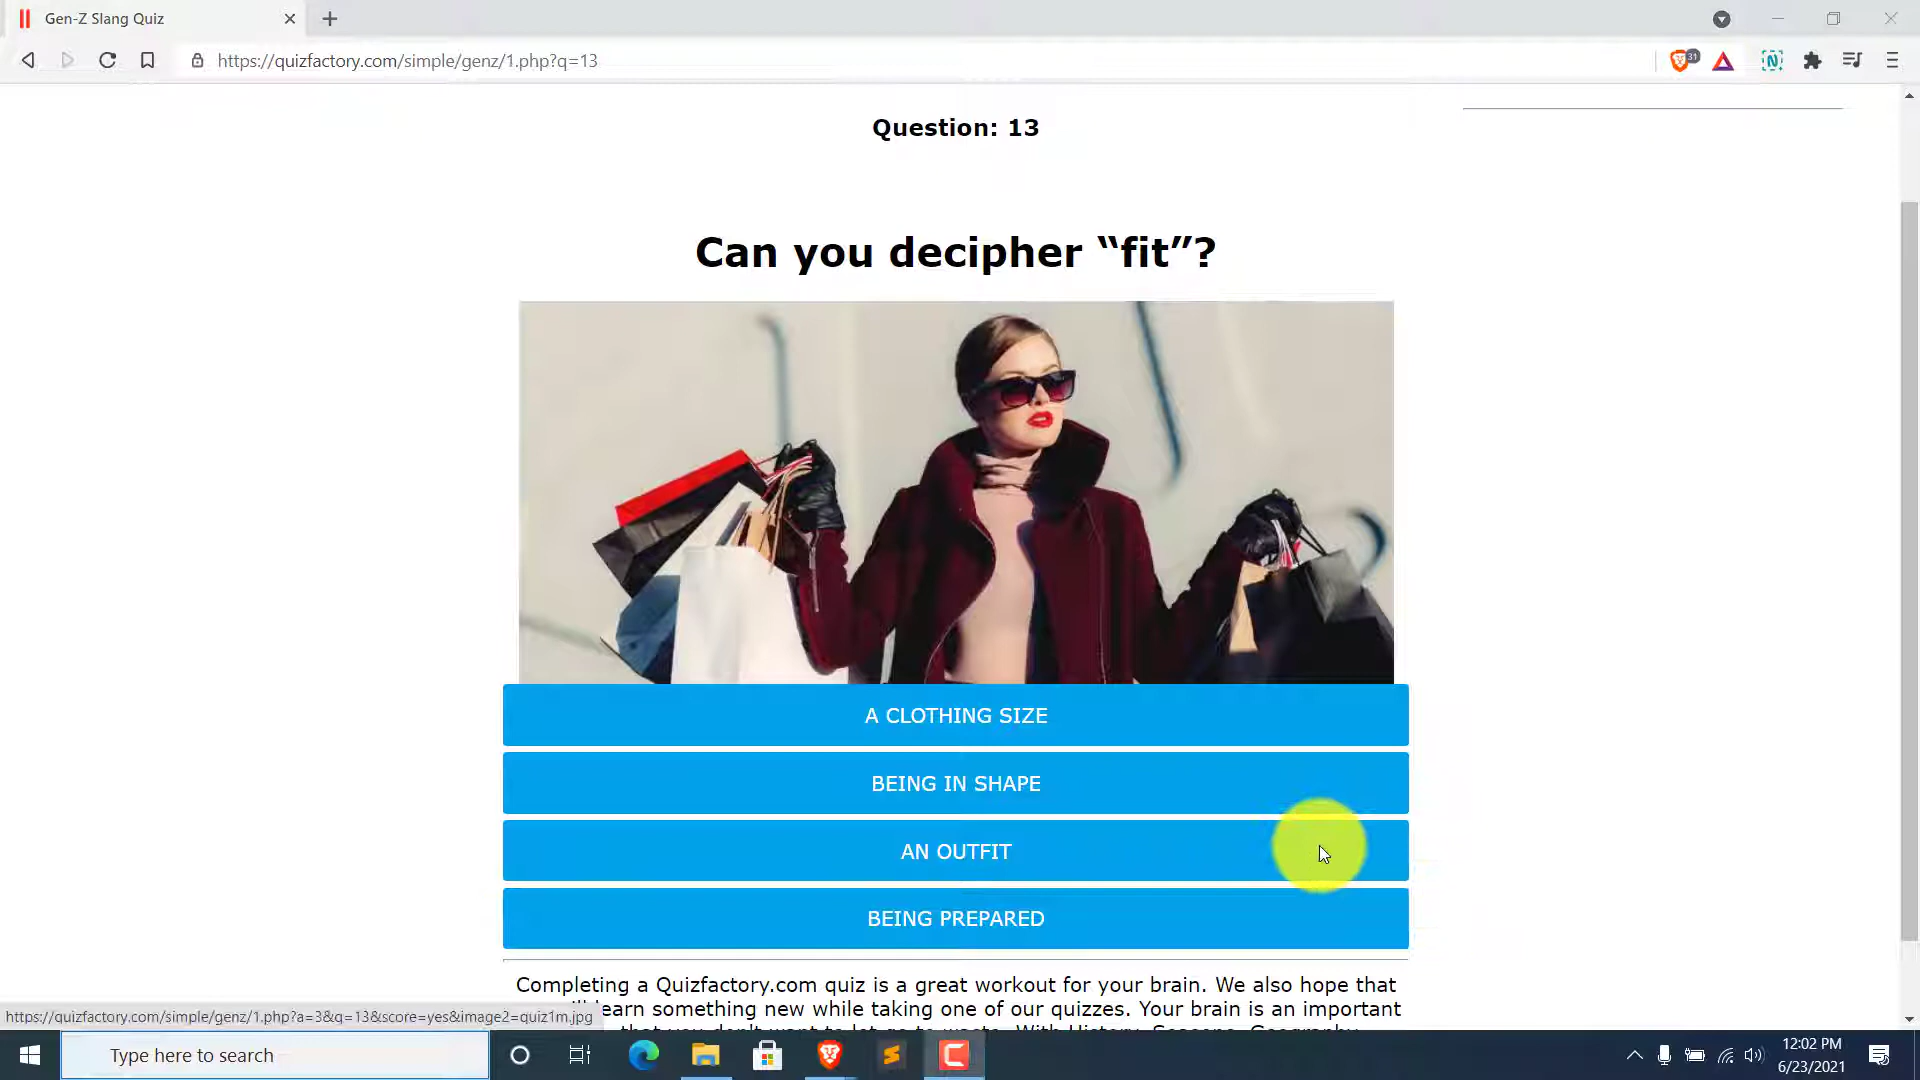 Gen-Z Slang Quiz
https://quizfactory.com/simple/genz/1.php?q=13
31
Question: 13
Can you decipher “fit”?
A CLOTHING SIZE
BEING IN SHAPE
AN OUTFIT
BEING PREPARED
Completing a Quizfactory.com quiz is a great workout for your brain. We also hope that
learn something new while taking one of our quizzes. Your brain is an important
https://quizfactory.com/simple/genz/1.php?a=3&q=13&score=yes&image2=quiz1m.jpg
Type here to search
12:02 PM
6/23/2021